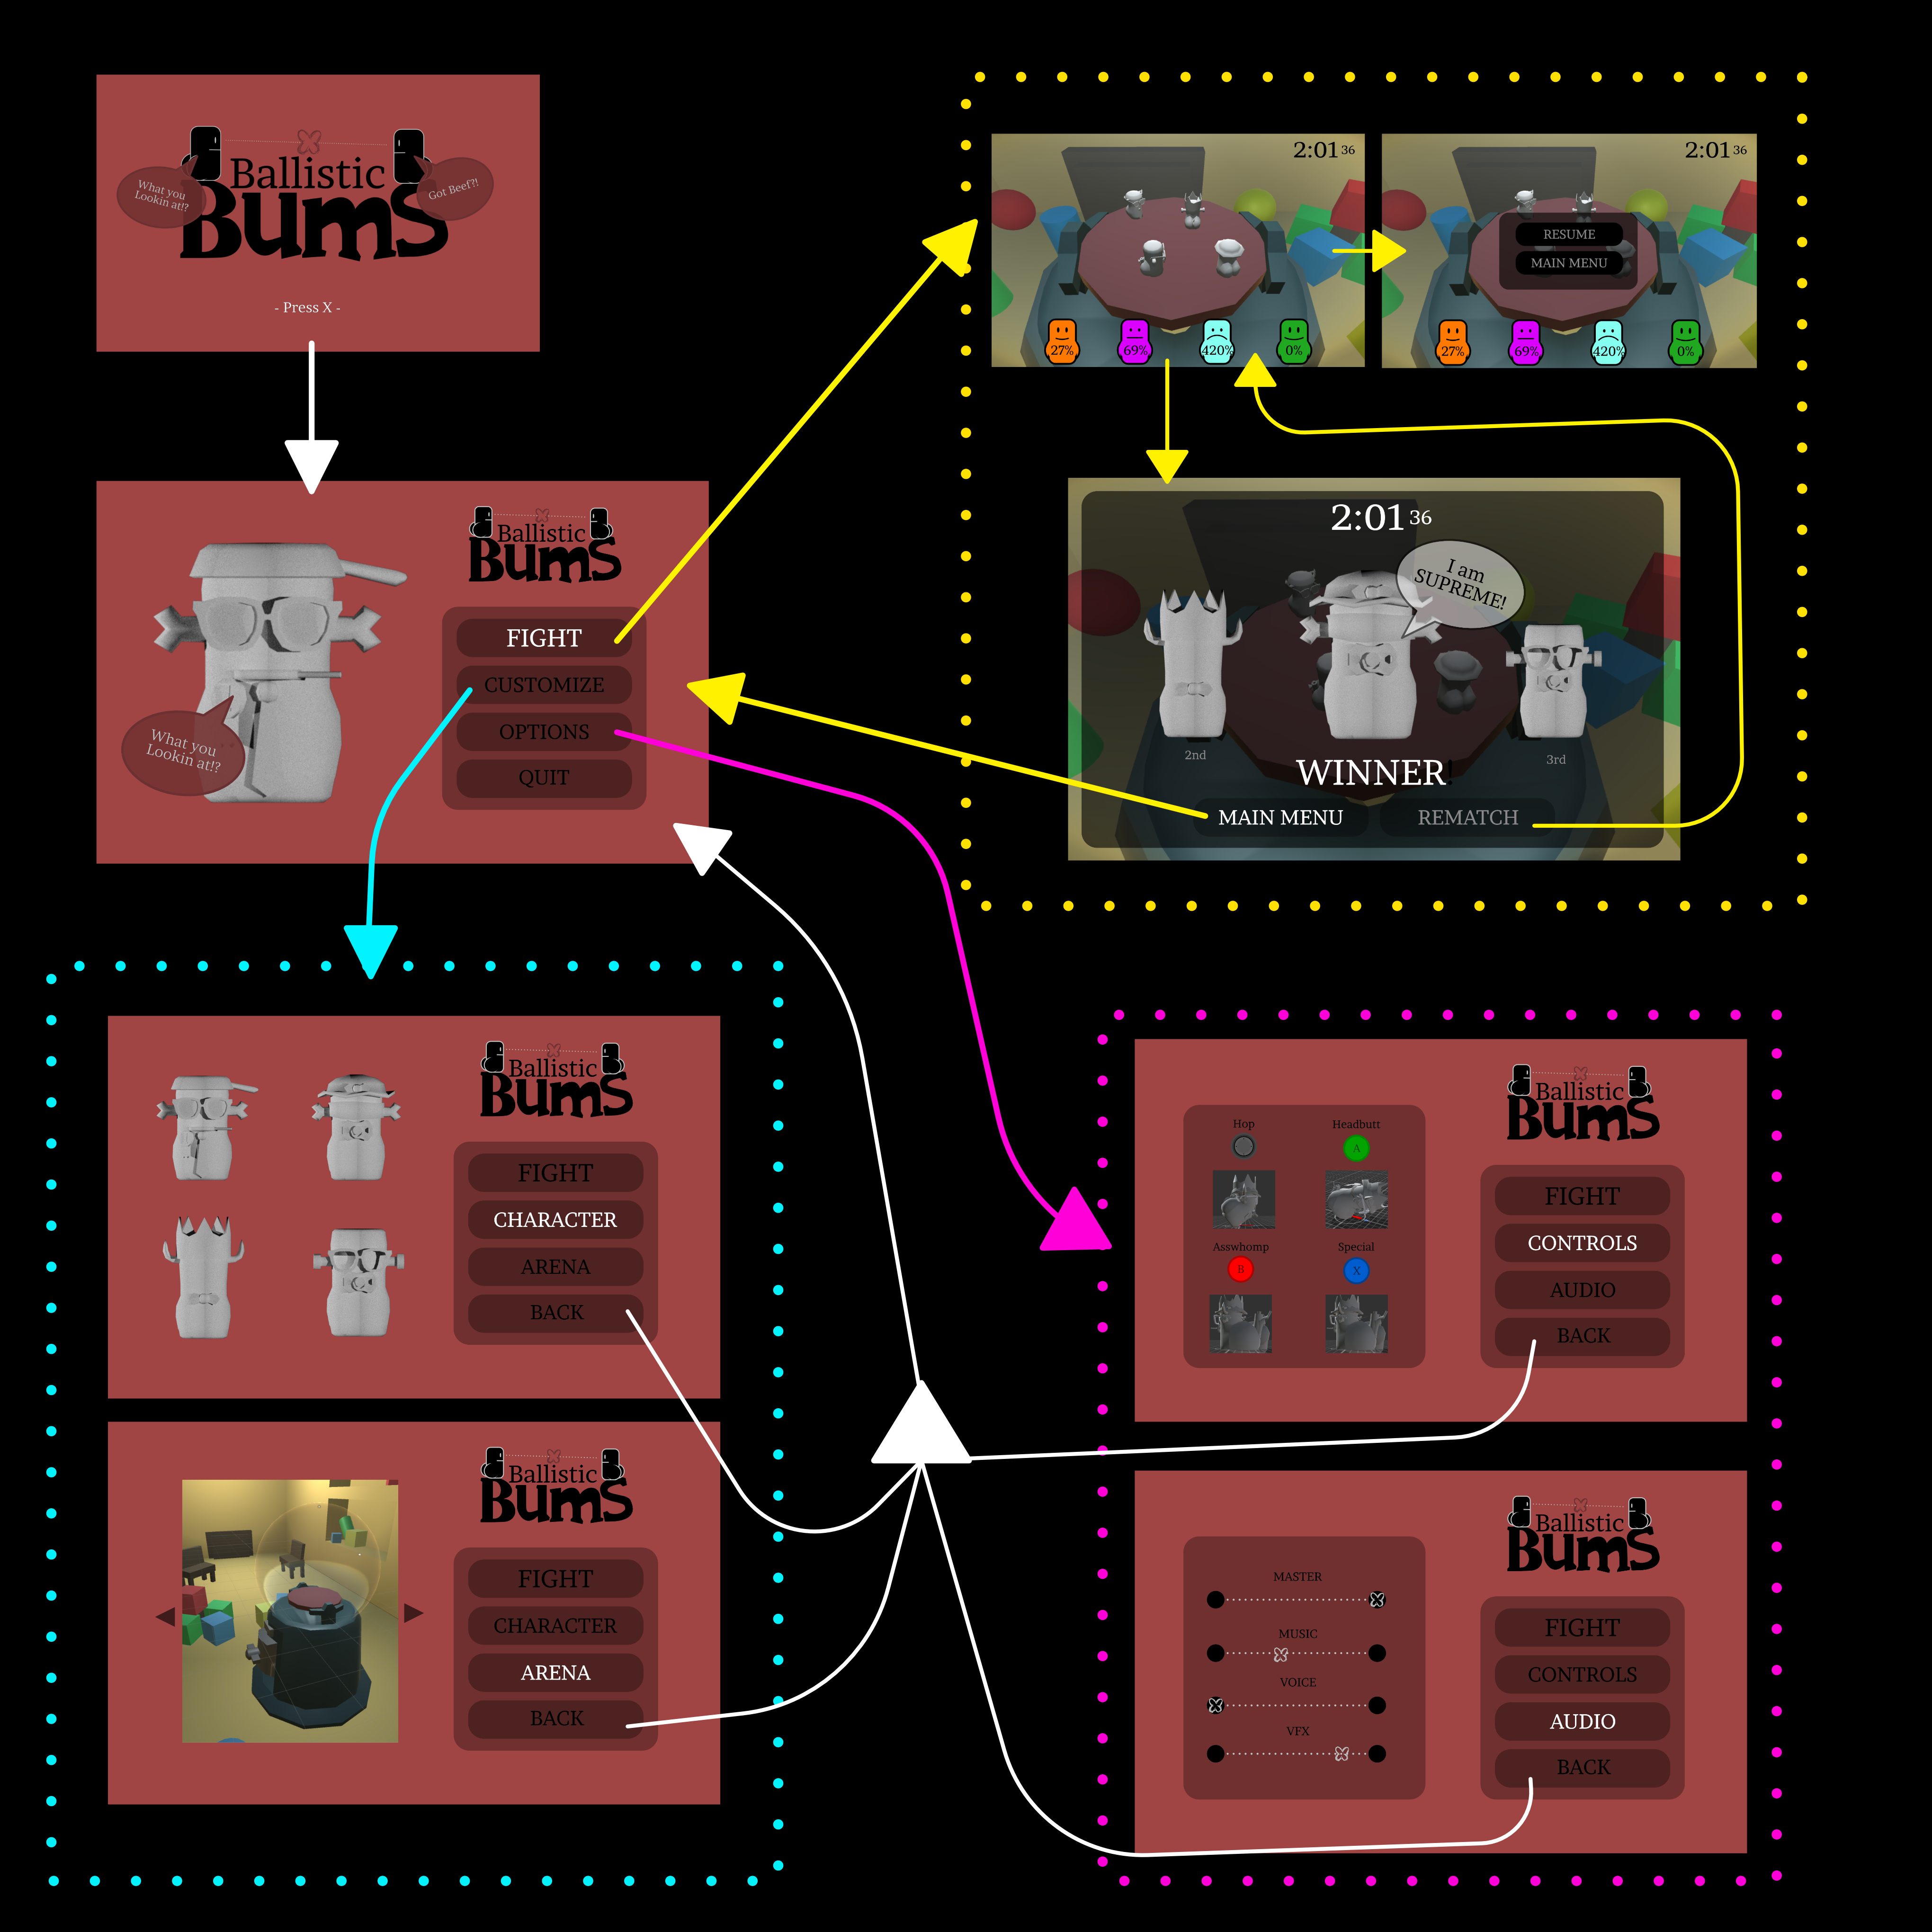 Ballistic
BumS
What you
Lookin at!?
Got Beef?!
- Press X -
2:01 36
27%
69%
420%
0%
2:01 36
RESUME
MAIN MENU
27%
69%
420%
0%
Ballistic
BumS
FIGHT
CUSTOMIZE
OPTIONS
QUIT
What you
Lookin at!?
2:01 36
I am
SUPREME!
2nd
3rd
WINNER!
MAIN MENU
REMATCH
Ballistic
BumS
FIGHT
CHARACTER
ARENA
BACK
Ballistic
BumS
Hop
Headbutt
A
Asswhomp
Special
B
X
FIGHT
CONTROLS
AUDIO
BACK
Ballistic
BumS
FIGHT
CHARACTER
ARENA
BACK
Ballistic
BumS
MASTER
MUSIC
VOICE
VFX
FIGHT
CONTROLS
AUDIO
BACK